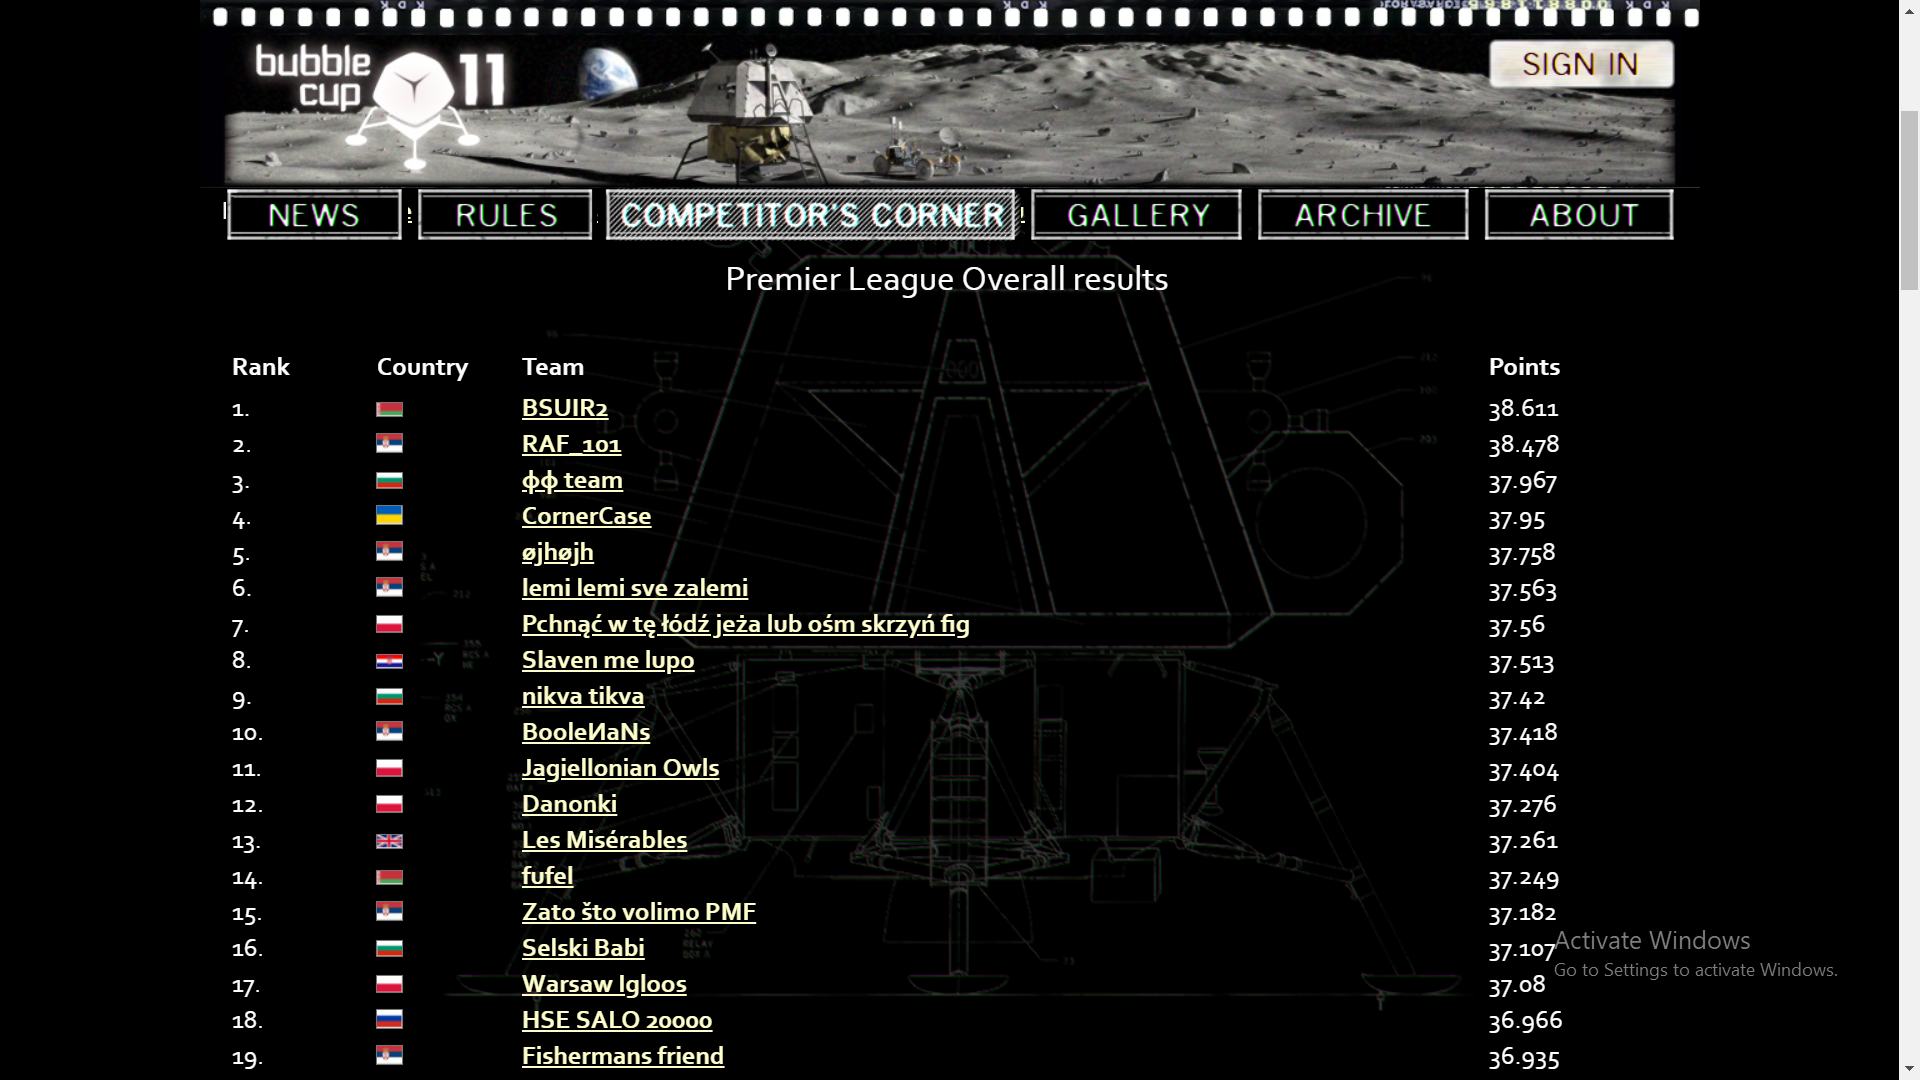 bubble cup 11
SIGN IN
NEWS RULES COMPETITOR'S CORNER GALLERY ARCHIVE ABOUT
Premier League Overall results
Rank Country Team Points
1. BSUIR2 38.611
2. RAF_101 38.478
3. фф team 37.967
4. CornerCase 37.95
5. øjhøjh 37.758
6. lemi lemi sve zalemi 37.563
7. Pchnąć w tę łódź jeża lub ośm skrzyń fig 37.56
8. Slaven me lupo 37.513
9. nikva tikva 37.42
10. BooleИaNs 37.418
11. Jagiellonian Owls 37.404
12. Danonki 37.276
13. Les Misérables 37.261
14. fufel 37.249
15. Zato što volimo PMF 37.182
16. Selski Babi 37.107
17. Warsaw Igloos 37.08
18. HSE SALO 20000 36.966
19. Fishermans friend 36.935
Activate Windows
Go to Settings to activate Windows.